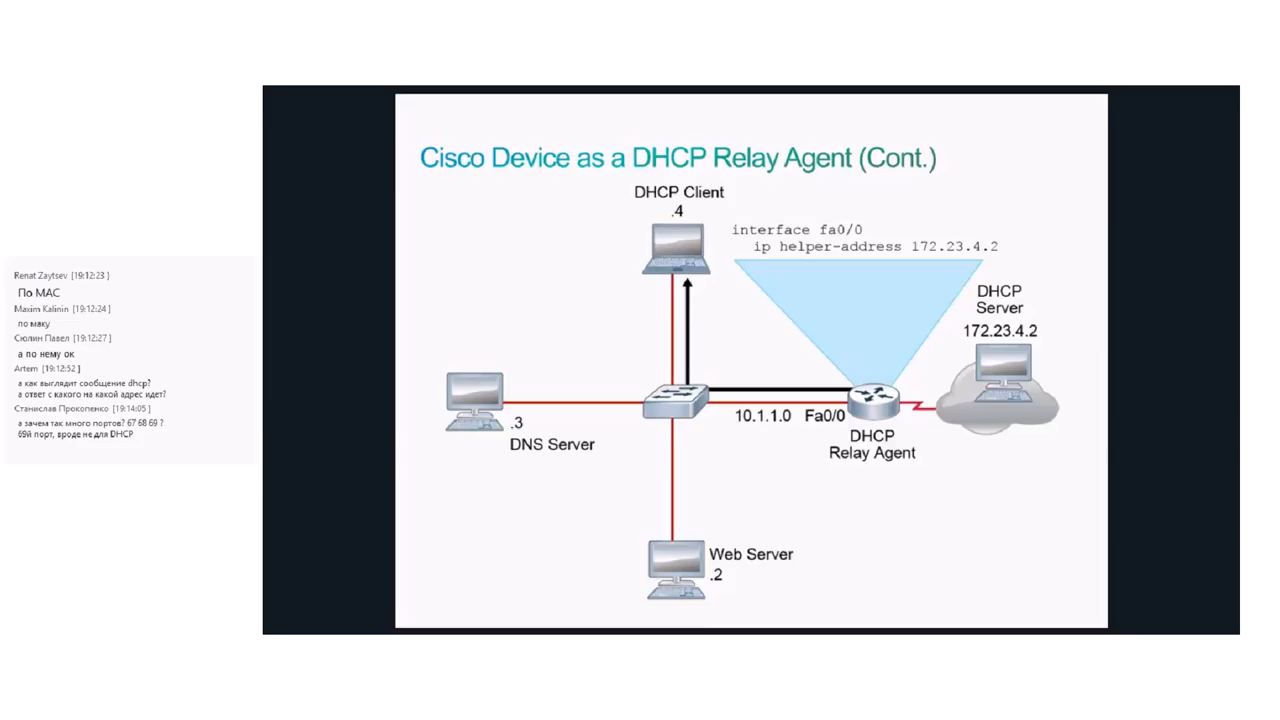 Renat Zaytsev [19:12:23 ]
По MAC
Maxim Kalinin [19:12:24 ]
по маку
Сюлин Павел [19:12:27 ]
а по нему ок
Artem [19:12:52 ]
а как выглядит сообщение dhcp?
а ответ с какого на какой адрес идет?
Станислав Прокопенко [19:14:05 ]
а зачем так много портов? 67 68 69 ?
69й порт, вроде не для DHCP
Cisco Device as a DHCP Relay Agent (Cont.)
DHCP Client
.4
interface fa0/0
ip helper-address 172.23.4.2
DHCP
Server
172.23.4.2
10.1.1.0 Fa0/0
.3
DNS Server
DHCP
Relay Agent
Web Server
.2